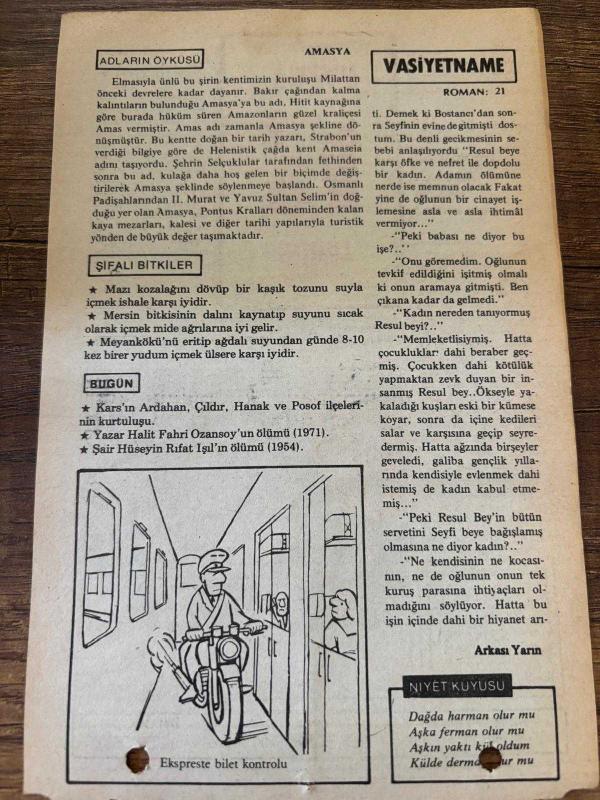 ADLARIN ÖYKÜSÜ
AMASYA
Elmasıyla ünlü bu şirin kentimizin kuruluşu Milattan
önceki devrelere kadar dayanır. Bakır çağından kalma
kalıntıların bulunduğu Amasya'ya bu adı, Hitit kaynağına
göre burada hüküm süren Amazonların güzel kraliçesi
Amas vermiştir. Amas adı zamanla Amasya şekline dö-
nüşmüştür. Bu kentte doğan bir tarih yazarı, Strabon'un
verdiği bilgiye göre de Helenistik çağda kent Amaseia
adını taşıyordu. Şehrin Selçuklular tarafından fethinden
sonra bu ad, kulağa daha hoş gelen bir biçimde değiş-
tirilerek Amasya şeklinde söylenmeye başlandı. Osmanlı
Padişahlarından II. Murat ve Yavuz Sultan Selim'in doğ-
duğu yer olan Amasya, Pontus Kralları döneminden kalan
kaya mezarları, kalesi ve diğer tarihi yapılarıyla turistik
yönden de büyük değer taşımaktadır.
ŞİFALI BİTKİLER
★ Mazı kozalağını dövüp bir kaşık tozunu suyla
içmek ishale karşı iyidir.
★ Mersin bitkisinin dalını kaynatıp suyunu sıcak
olarak içmek mide ağrılarına iyi gelir.
★ Meyankökü'nü eritip ağdalı suyundan günde 8-10
kez birer yudum içmek ülsere karşı iyidir.
BUGÜN
★ Kars'ın Ardahan, Çıldır, Hanak ve Posof ilçeleri-
nin kurtuluşu.
★ Yazar Halit Fahri Ozansoy'un ölümü (1971).
★ Şair Hüseyin Rıfat Işıl'ın ölümü (1954).
Ekspreste bilet kontrolu
VASİYETNAME
ROMAN: 21
ti. Demek ki Bostancı'dan son-
ra Seyfinin evine de gitmişti dos-
tum. Bu denli gecikmesinin se-
bebi anlaşılıyordu "Resul beye
karşı öfke ve nefret ile dopdolu
bir kadın. Adamın ölümüne
nerde ise memnun olacak Fakat
yine de oğlunun bir cinayet iş-
lemesine asla ve asla ihtimâl
vermiyor..."
-"Peki babası ne diyor bu
işe?.."
-"Onu göremedim. Oğlunun
tevkif edildiğini işitmiş olmalı
ki onun aramaya gitmişti. Ben
çıkana kadar da gelmedi."
-"Kadın nereden tanıyormuş
Resul beyi?.."
-"Memleketlisiymiş. Hatta
çocuklukları dahi beraber geç-
miş. Çocukken dahi kötülük
yapmaktan zevk duyan bir in-
sanmış Resul bey..Ökseyle ya-
kaladığı kuşları eski bir kümese
koyar, sonra da içine kedileri
salar ve karşısına geçip seyre-
dermiş. Hatta ağzında birşeyler
geveledi, galiba gençlik yılla-
rında kendisiyle evlenmek dahi
istemiş de kadın kabul etme-
miş..."
-"Peki Resul Bey'in bütün
servetini Seyfi beye bağışlamış
olmasına ne diyor kadın?.."
-"Ne kendisinin ne kocası-
nın, ne de oğlunun onun tek
kuruş parasına ihtiyaçları ol-
madığını söylüyor. Hatta bu
işin içinde dahi bir hiyanet arı-
Arkası Yarın
NİYET KUYUSU
Dağda harman olur mu
Aşka ferman olur mu
Aşkın yaktı kül oldum
Külde mu